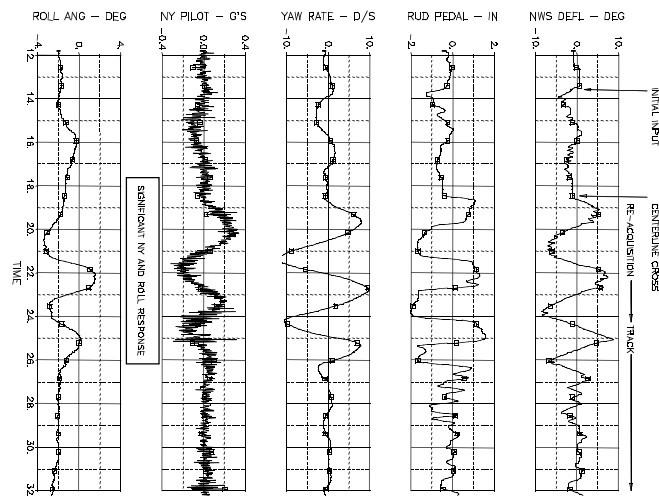 ROLL ANG - DEG
-4. 0. 4.
NY PILOT - G'S
-0.4 0.0 0.4
YAW RATE - D/S
-10. 0. 10.
RUD PEDAL - IN
-2. 0. 2.
NWS DEFL - DEG
-10. 0. 10.
INITIAL INPUT
CENTERLINE CROSS
RE-ACQUISITION
TRACK
SIGNIFICANT NY AND ROLL RESPONSE
12. 14. 16. 18. 20. 22. 24. 26. 28. 30. 32.
TIME